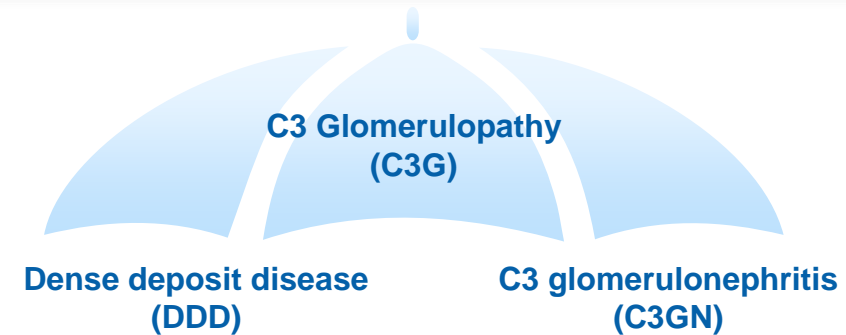 C3 Glomerulopathy
(C3G)
Dense deposit disease
(DDD)
C3 glomerulonephritis
(C3GN)